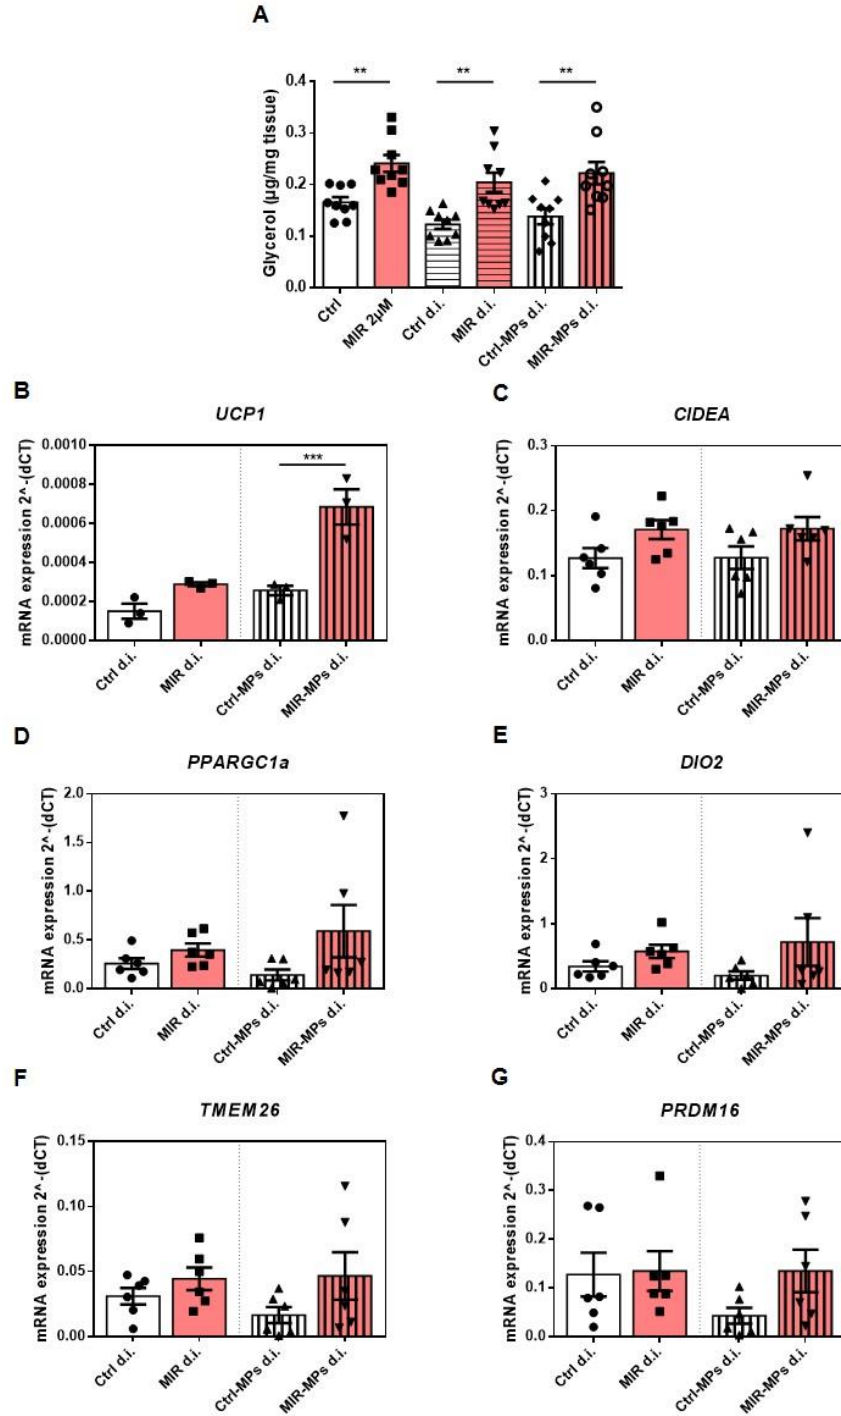 A
** ** **
Glycerol (µg/mg tissue)
0.4
0.3
0.2
0.1
0.0
Ctrl
MIR 2µM
Ctrl d.i.
MIR d.i.
Ctrl-MPs d.i.
MIR-MPs d.i.
B
UCP1
mRNA expression 2^-(dCT)
0.0010
0.0008
0.0006
0.0004
0.0002
0.0000
***
Ctrl d.i.
MIR d.i.
Ctrl-MPs d.i.
MIR-MPs d.i.
C
CIDEA
mRNA expression 2^-(dCT)
0.3
0.2
0.1
0.0
Ctrl d.i.
MIR d.i.
Ctrl-MPs d.i.
MIR-MPs d.i.
D
PPARGC1a
mRNA expression 2^-(dCT)
2.0
1.5
1.0
0.5
0.0
Ctrl d.i.
MIR d.i.
Ctrl-MPs d.i.
MIR-MPs d.i.
E
DIO2
mRNA expression 2^-(dCT)
3
2
1
0
Ctrl d.i.
MIR d.i.
Ctrl-MPs d.i.
MIR-MPs d.i.
F
TMEM26
mRNA expression 2^-(dCT)
0.15
0.10
0.05
0.00
Ctrl d.i.
MIR d.i.
Ctrl-MPs d.i.
MIR-MPs d.i.
G
PRDM16
mRNA expression 2^-(dCT)
0.4
0.3
0.2
0.1
0.0
Ctrl d.i.
MIR d.i.
Ctrl-MPs d.i.
MIR-MPs d.i.